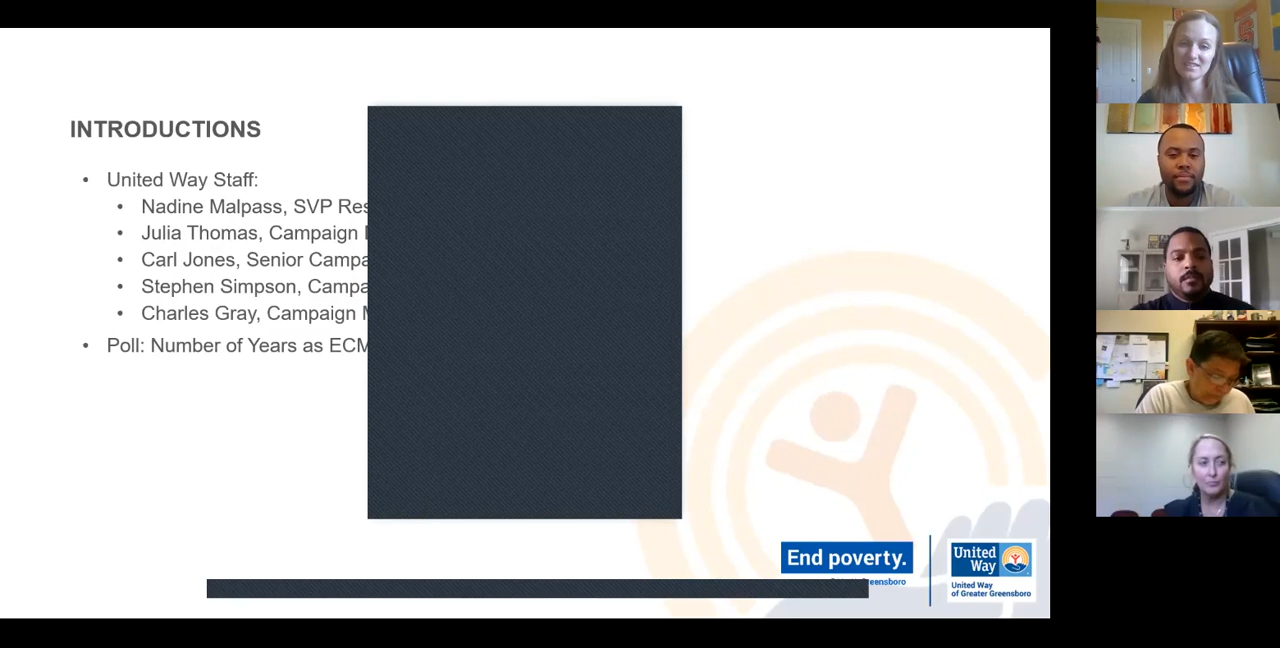 INTRODUCTIONS
• United Way Staff:
• Nadine Malpass, SVP Res
• Julia Thomas, Campaign
• Carl Jones, Senior Campa
• Stephen Simpson, Campa
• Charles Gray, Campaign M
• Poll: Number of Years as ECM
End poverty.
Greensboro
United
Way
United Way
of Greater Greensboro